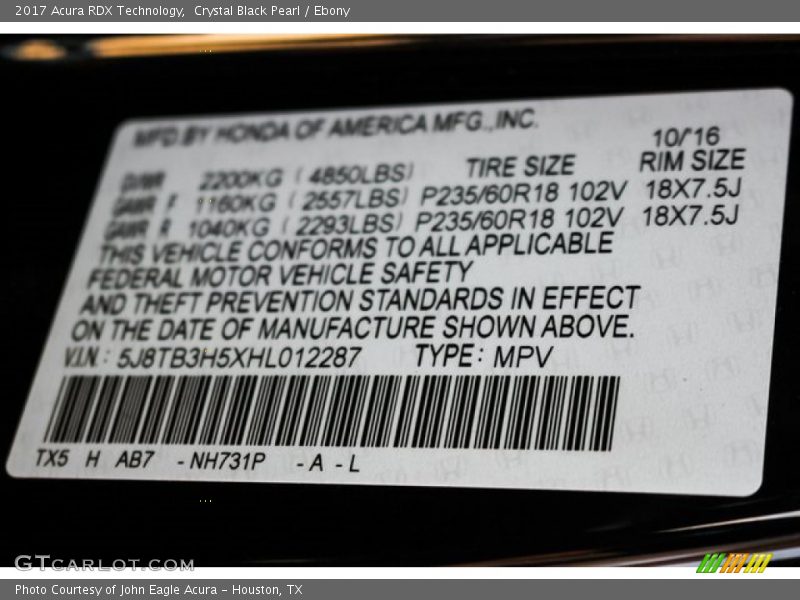 2017 Acura RDX Technology,  Crystal Black Pearl / Ebony
MFD.BY HONDA OF AMERICA MFG.,INC.
10/'16
GVWR 2200KG ( 4850LBS) TIRE SIZE RIM SIZE
GAWR F 1160KG ( 2557LBS) P235/60R18 102V 18X7.5J
GAWR R 1040KG ( 2293LBS) P235/60R18 102V 18X7.5J
THIS VEHICLE CONFORMS TO ALL APPLICABLE
FEDERAL MOTOR VEHICLE SAFETY
AND THEFT PREVENTION STANDARDS IN EFFECT
ON THE DATE OF MANUFACTURE SHOWN ABOVE.
V.I.N.: 5J8TB3H5XHL012287 TYPE: MPV
TX5 H AB7 -NH731P -A -L
GTCARLOT.COM
Photo Courtesy of John Eagle Acura - Houston, TX